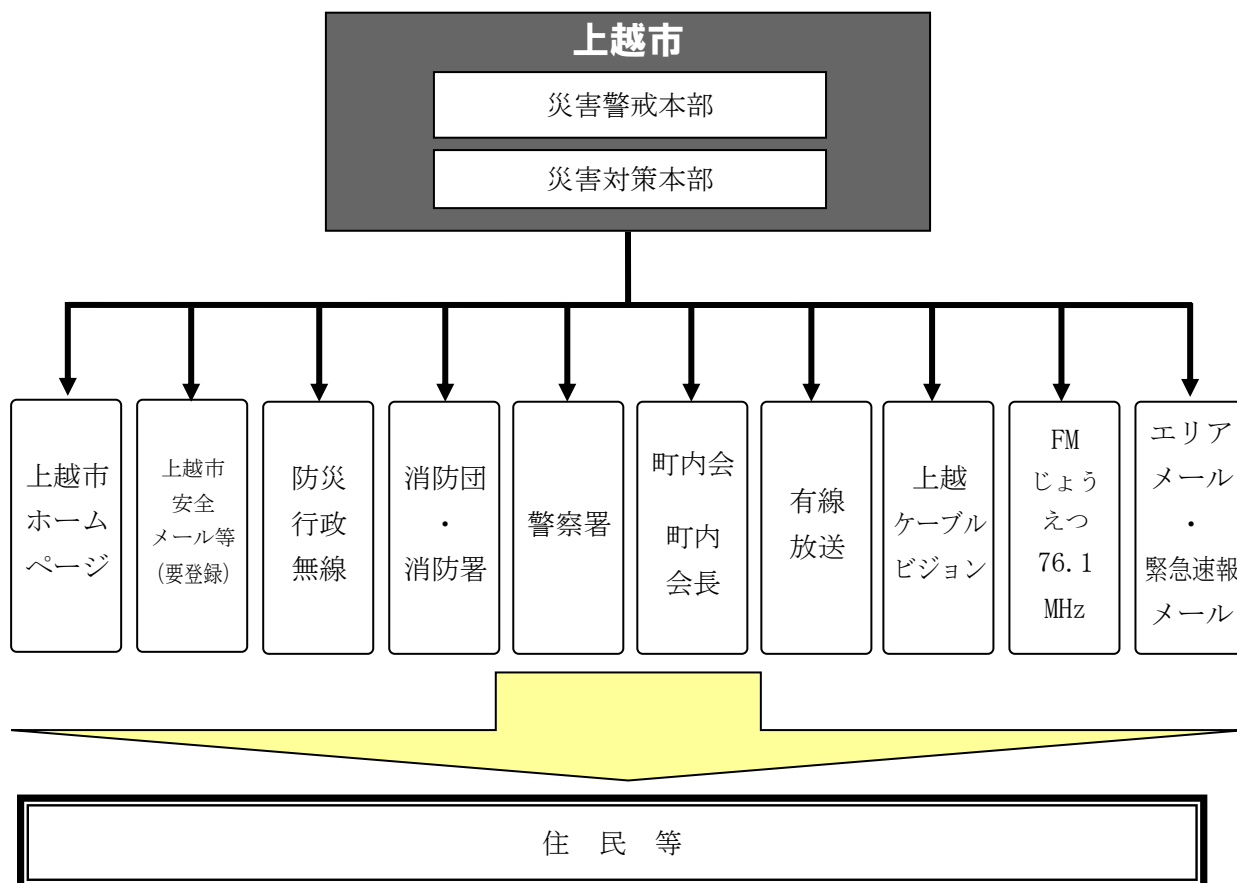 上越市
災害警戒本部
災害対策本部
上越市
ホーム
ページ
上越市
安全
メール等
(要登録)
防災
行政
無線
消防団
・
消防署
警察署
町内会
町内
会長
有線
放送
上越
ケーブル
ビジョン
FM
じょう
えつ
76.1
MHz
エリア
メール
・
緊急速報
メール
住 民 等